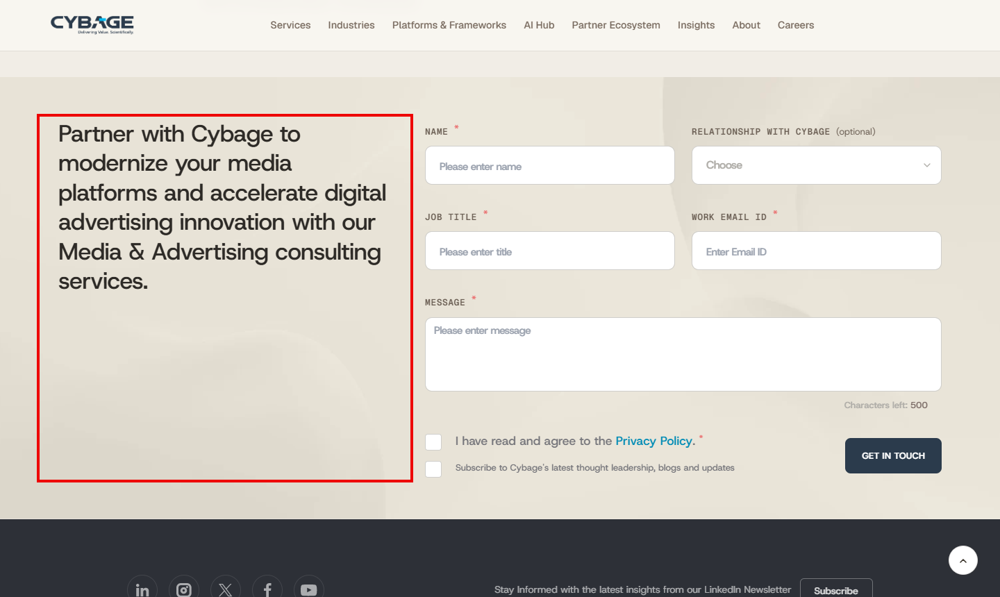 CYBAGE
Delivering Value. Scientifically.
Services Industries Platforms & Frameworks AI Hub Partner Ecosystem Insights About Careers
Partner with Cybage to
modernize your media
platforms and accelerate digital
advertising innovation with our
Media & Advertising consulting
services.
NAME *
Please enter name
RELATIONSHIP WITH CYBAGE (optional)
Choose
JOB TITLE *
Please enter title
WORK EMAIL ID *
Enter Email ID
MESSAGE *
Please enter message
Characters left: 500
I have read and agree to the Privacy Policy. *
Subscribe to Cybage's latest thought leadership, blogs and updates
GET IN TOUCH
Stay Informed with the latest insights from our LinkedIn Newsletter
Subscribe